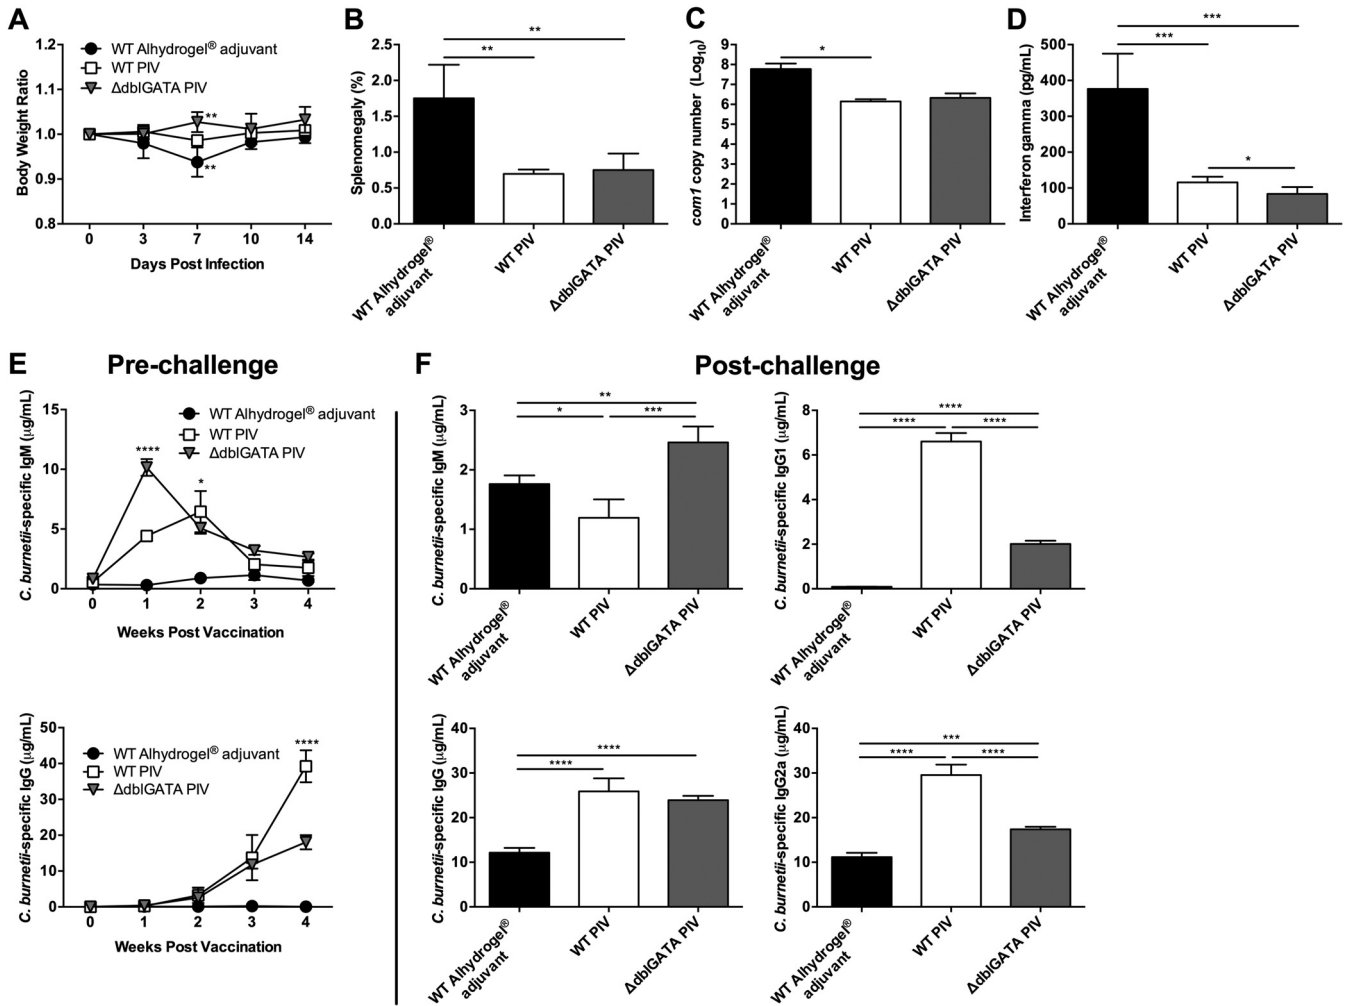 A
1.2
1.1
1.0
0.9
0.8
Body Weight Ratio
WT Alhydrogel® adjuvant
WT PIV
ΔdblGATA PIV
**
**
0 3 7 10 14
Days Post Infection
B
2.5
2.0
1.5
1.0
0.5
0.0
Splenomegaly (%)
**
**
WT Alhydrogel®
adjuvant
WT PIV
ΔdblGATA PIV
C
9
8
7
6
5
4
3
2
1
0
com1 copy number (Log10)
*
WT Alhydrogel®
adjuvant
WT PIV
ΔdblGATA PIV
D
500
400
300
200
100
0
Interferon gamma (pg/mL)
***
***
*
WT Alhydrogel®
adjuvant
WT PIV
ΔdblGATA PIV
E
Pre-challenge
15
10
5
0
C. burnetii-specific IgM (μg/mL)
WT Alhydrogel® adjuvant
WT PIV
ΔdblGATA PIV
****
*
0 1 2 3 4
Weeks Post Vaccination
50
40
30
20
10
0
C. burnetii-specific IgG (μg/mL)
WT Alhydrogel® adjuvant
WT PIV
ΔdblGATA PIV
****
0 1 2 3 4
Weeks Post Vaccination
F
Post-challenge
3
2
1
0
C. burnetii-specific IgM (μg/mL)
**
* ***
WT Alhydrogel®
adjuvant
WT PIV
ΔdblGATA PIV
8
6
4
2
0
C. burnetii-specific IgG1 (μg/mL)
****
**** ****
WT Alhydrogel®
adjuvant
WT PIV
ΔdblGATA PIV
40
30
20
10
0
C. burnetii-specific IgG (μg/mL)
****
****
WT Alhydrogel®
adjuvant
WT PIV
ΔdblGATA PIV
40
30
20
10
0
C. burnetii-specific IgG2a (μg/mL)
***
**** ****
WT Alhydrogel®
adjuvant
WT PIV
ΔdblGATA PIV